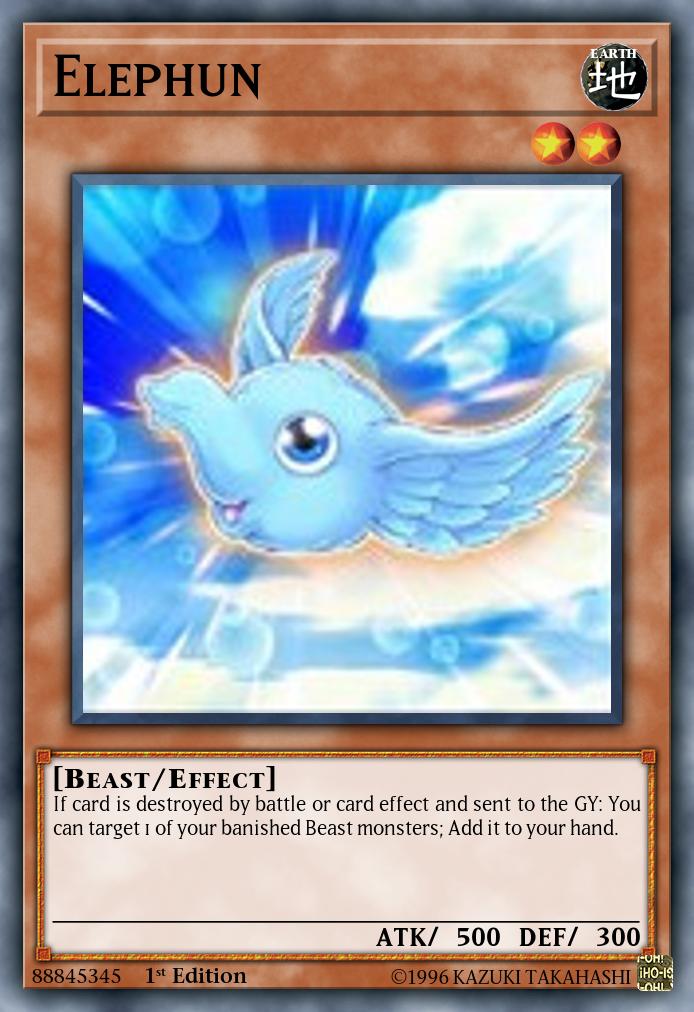 Elephun
EARTH
地
[Beast/Effect]
If card is destroyed by battle or card effect and sent to the GY: You
can target 1 of your banished Beast monsters; Add it to your hand.
ATK/ 500 DEF/ 300
88845345 1st Edition ©1996 KAZUKI TAKAHASHI